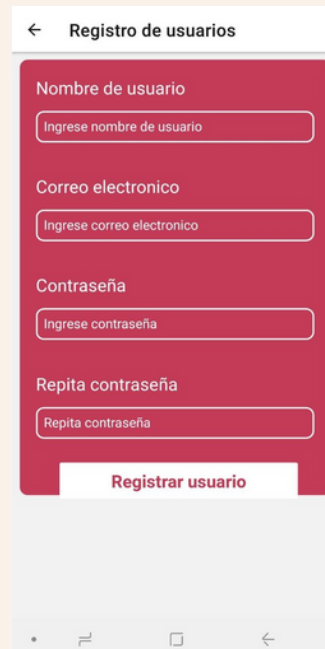 Registro de usuarios
Nombre de usuario
Ingrese nombre de usuario
Correo electronico
Ingrese correo electronico
Contraseña
Ingrese contraseña
Repita contraseña
Repita contraseña
Registrar usuario